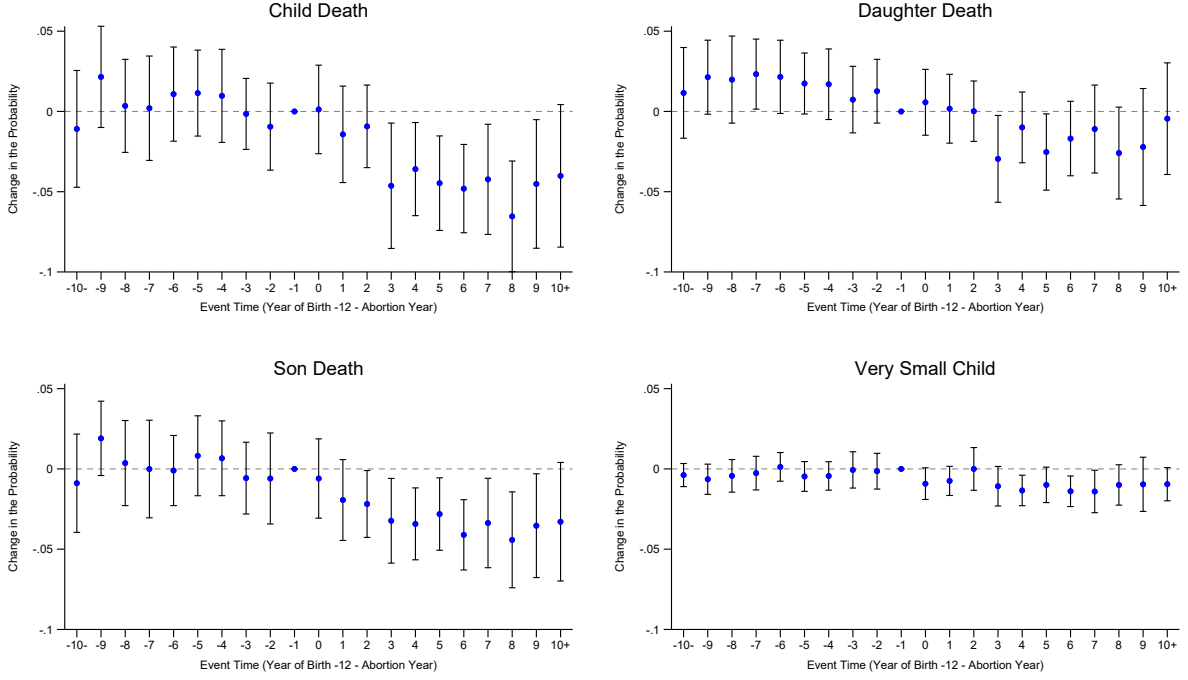 Child Death
Change in the Probability
.05
0
-.05
-.1
-10- -9 -8 -7 -6 -5 -4 -3 -2 -1 0 1 2 3 4 5 6 7 8 9 10+
Event Time (Year of Birth -12 - Abortion Year)
Daughter Death
Change in the Probability
.05
0
-.05
-.1
-10- -9 -8 -7 -6 -5 -4 -3 -2 -1 0 1 2 3 4 5 6 7 8 9 10+
Event Time (Year of Birth -12 - Abortion Year)
Son Death
Change in the Probability
.05
0
-.05
-.1
-10- -9 -8 -7 -6 -5 -4 -3 -2 -1 0 1 2 3 4 5 6 7 8 9 10+
Event Time (Year of Birth -12 - Abortion Year)
Very Small Child
Change in the Probability
.05
0
-.05
-.1
-10- -9 -8 -7 -6 -5 -4 -3 -2 -1 0 1 2 3 4 5 6 7 8 9 10+
Event Time (Year of Birth -12 - Abortion Year)